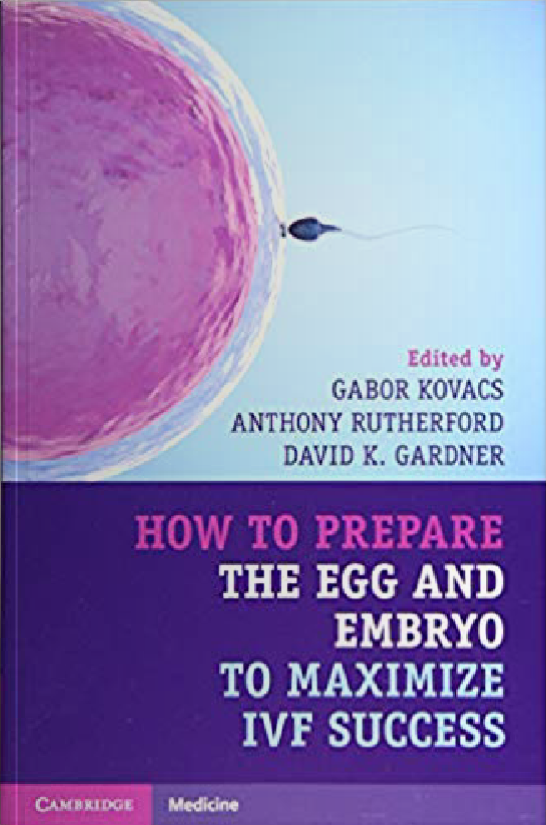 Edited by
GABOR KOVACS
ANTHONY RUTHERFORD
DAVID K. GARDNER
HOW TO PREPARE
THE EGG AND
EMBRYO
TO MAXIMIZE
IVF SUCCESS
CAMBRIDGE Medicine